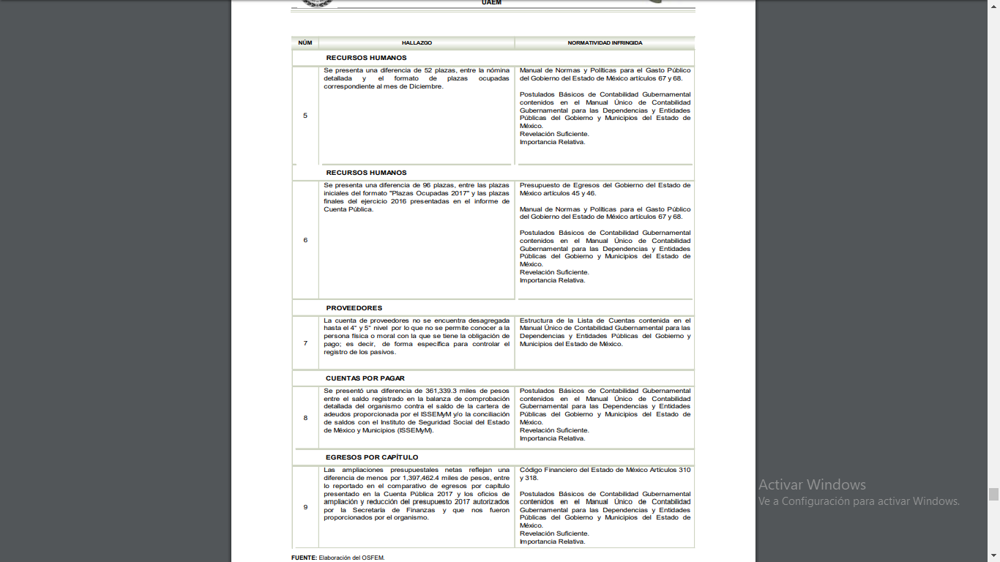 UAEM
NÚM HALLAZGO NORMATIVIDAD INFRINGIDA
RECURSOS HUMANOS
5
Se presenta una diferencia de 52 plazas, entre la nómina
detallada y el formato de plazas ocupadas
correspondiente al mes de Diciembre.
Manual de Normas y Políticas para el Gasto Público
del Gobierno del Estado de México artículos 67 y 68.
Postulados Básicos de Contabilidad Gubernamental
contenidos en el Manual Único de Contabilidad
Gubernamental para las Dependencias y Entidades
Públicas del Gobierno y Municipios del Estado de
México.
Revelación Suficiente.
Importancia Relativa.
RECURSOS HUMANOS
6
Se presenta una diferencia de 96 plazas, entre las plazas
iniciales del formato "Plazas Ocupadas 2017" y las plazas
finales del ejercicio 2016 presentadas en el informe de
Cuenta Pública.
Presupuesto de Egresos del Gobierno del Estado de
México artículos 45 y 46.
Manual de Normas y Políticas para el Gasto Público
del Gobierno del Estado de México artículos 67 y 68.
Postulados Básicos de Contabilidad Gubernamental
contenidos en el Manual Único de Contabilidad
Gubernamental para las Dependencias y Entidades
Públicas del Gobierno y Municipios del Estado de
México.
Revelación Suficiente.
Importancia Relativa.
PROVEEDORES
7
La cuenta de proveedores no se encuentra desagregada
hasta el 4° y 5° nivel por lo que no se permite conocer a la
persona física o moral con la que se tiene la obligación de
pago; es decir, de forma específica para controlar el
registro de los pasivos.
Estructura de la Lista de Cuentas contenida en el
Manual Único de Contabilidad Gubernamental para las
Dependencias y Entidades Públicas del Gobierno y
Municipios del Estado de México.
CUENTAS POR PAGAR
8
Se presentó una diferencia de 361,339.3 miles de pesos
entre el saldo registrado en la balanza de comprobación
detallada del organismo contra el saldo de la cartera de
adeudos proporcionada por el ISSEMyM y/o la conciliación
de saldos con el Instituto de Seguridad Social del Estado
de México y Municipios (ISSEMyM).
Postulados Básicos de Contabilidad Gubernamental
contenidos en el Manual Único de Contabilidad
Gubernamental para las Dependencias y Entidades
Públicas del Gobierno y Municipios del Estado de
México.
Revelación Suficiente.
Importancia Relativa.
EGRESOS POR CAPÍTULO
9
Las ampliaciones presupuestales netas reflejan una
diferencia de menos por 1,397,462.4 miles de pesos, entre
lo reportado en el comparativo de egresos por capítulo
presentado en la Cuenta Pública 2017 y los oficios de
ampliación y reducción del presupuesto 2017 autorizados
por la Secretaría de Finanzas y que nos fueron
proporcionados por el organismo.
Código Financiero del Estado de México Artículos 310
y 318.
Postulados Básicos de Contabilidad Gubernamental
contenidos en el Manual Único de Contabilidad
Gubernamental para las Dependencias y Entidades
Públicas del Gobierno y Municipios del Estado de
México.
Revelación Suficiente.
Importancia Relativa.
FUENTE: Elaboración del OSFEM.
Activar Windows
Ve a Configuración para activar Windows.